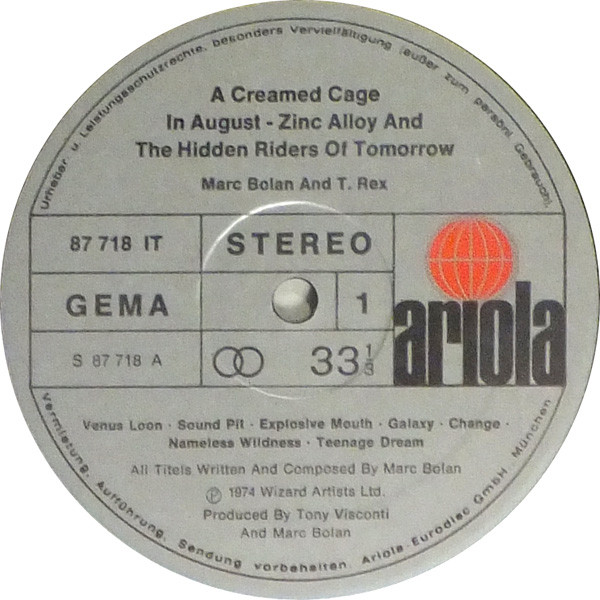 Urheber u. Leistungsschutzrechte, besonders Vervielfältigung (außer zum persönl. Gebrauch),
A Creamed Cage
In August - Zinc Alloy And
The Hidden Riders Of Tomorrow
Marc Bolan And T. Rex
87 718 IT
STEREO
GEMA
1
S 87 718 A
33 1/3
ariola
Venus Loon · Sound Pit · Explosive Mouth · Galaxy · Change ·
Nameless Wildness · Teenage Dream
All Titels Written And Composed By Marc Bolan
Ⓟ 1974 Wizard Artists Ltd.
Produced By Tony Visconti
And Marc Bolan
Vermietung, Aufführung, Sendung vorbehalten. Ariola-Eurodisc GmbH. München